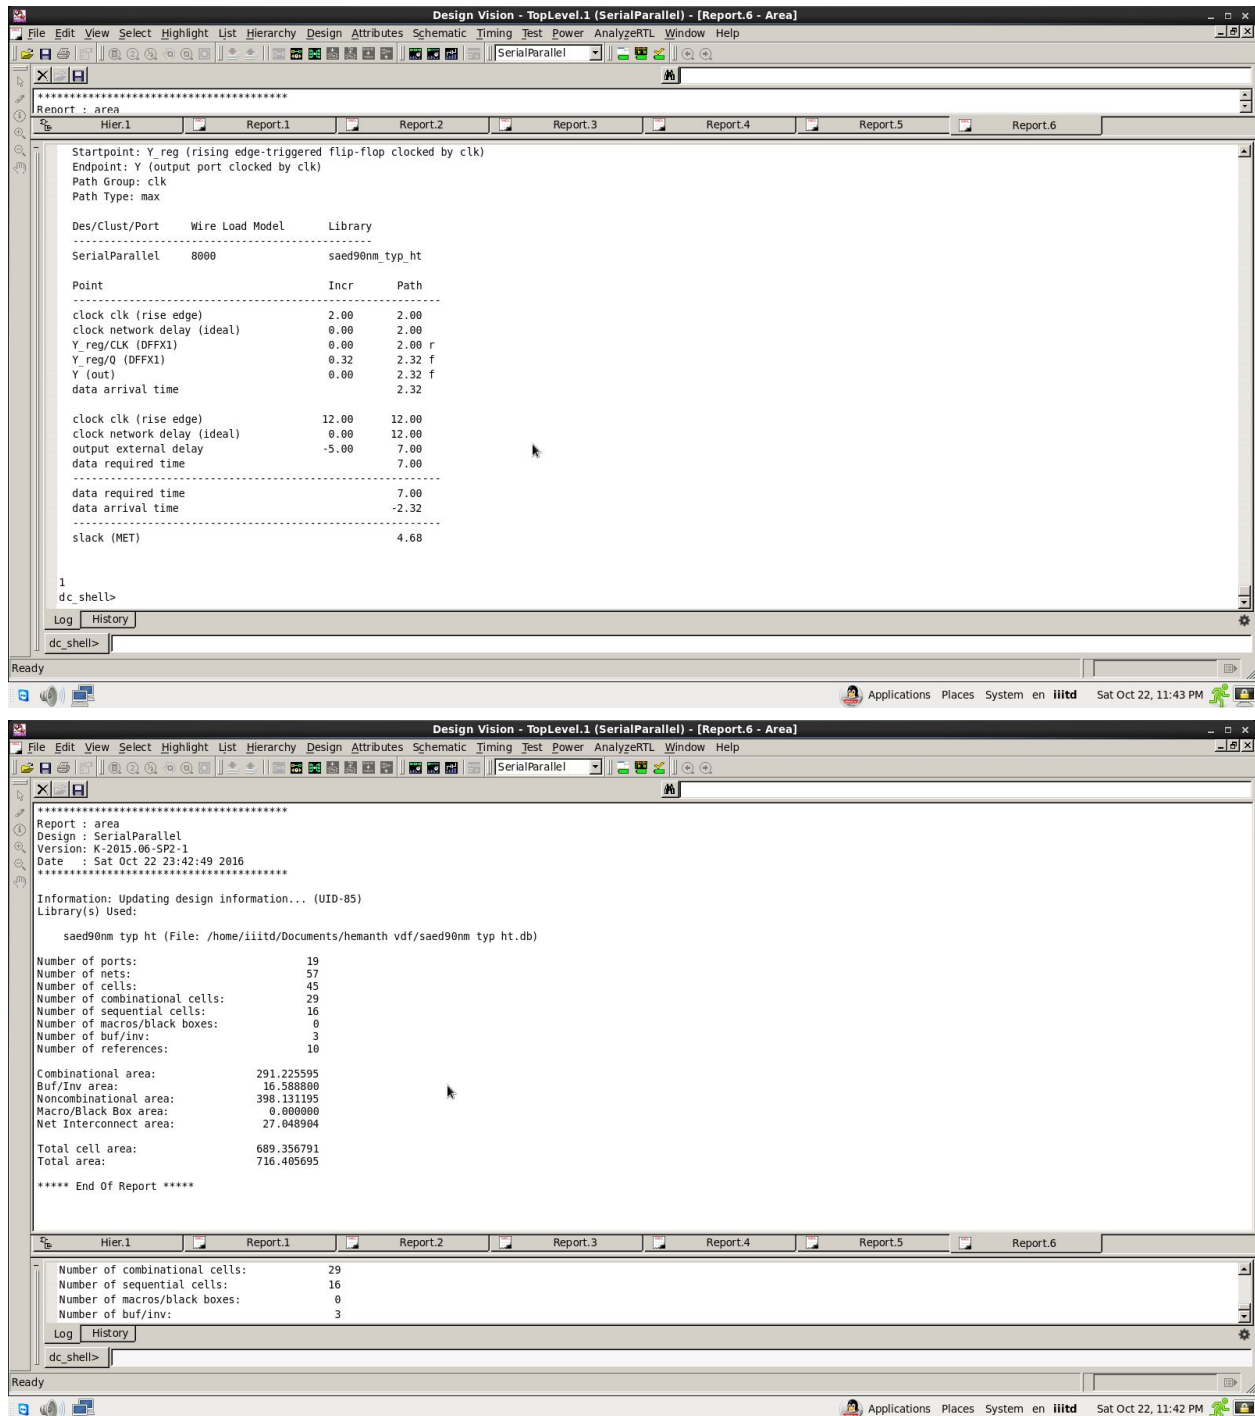 Design Vision - TopLevel.1 (SerialParallel) - [Report.6 - Area]
File Edit View Select Highlight List Hierarchy Design Attributes Schematic Timing Test Power AnalyzeRTL Window Help
SerialParallel
****************************************
Report : area
Hier.1 Report.1 Report.2 Report.3 Report.4 Report.5 Report.6
Startpoint: Y_reg (rising edge-triggered flip-flop clocked by clk)
Endpoint: Y (output port clocked by clk)
Path Group: clk
Path Type: max
Des/Clust/Port Wire Load Model Library
------------------------------------------------
SerialParallel 8000 saed90nm_typ_ht
Point Incr Path
-----------------------------------------------------------
clock clk (rise edge) 2.00 2.00
clock network delay (ideal) 0.00 2.00
Y_reg/CLK (DFFX1) 0.00 2.00 r
Y_reg/Q (DFFX1) 0.32 2.32 f
Y (out) 0.00 2.32 f
data arrival time 2.32
clock clk (rise edge) 12.00 12.00
clock network delay (ideal) 0.00 12.00
output external delay -5.00 7.00
data required time 7.00
-----------------------------------------------------------
data required time 7.00
data arrival time -2.32
-----------------------------------------------------------
slack (MET) 4.68
1
dc_shell>
Log History
dc_shell>
Ready
Applications Places System en iiitd Sat Oct 22, 11:43 PM
Design Vision - TopLevel.1 (SerialParallel) - [Report.6 - Area]
File Edit View Select Highlight List Hierarchy Design Attributes Schematic Timing Test Power AnalyzeRTL Window Help
SerialParallel
****************************************
Report : area
Design : SerialParallel
Version: K-2015.06-SP2-1
Date : Sat Oct 22 23:42:49 2016
****************************************
Information: Updating design information... (UID-85)
Library(s) Used:
saed90nm typ ht (File: /home/iiitd/Documents/hemanth vdf/saed90nm typ ht.db)
Number of ports: 19
Number of nets: 57
Number of cells: 45
Number of combinational cells: 29
Number of sequential cells: 16
Number of macros/black boxes: 0
Number of buf/inv: 3
Number of references: 10
Combinational area: 291.225595
Buf/Inv area: 16.588800
Noncombinational area: 398.131195
Macro/Black Box area: 0.000000
Net Interconnect area: 27.048904
Total cell area: 689.356791
Total area: 716.405695
***** End Of Report *****
Hier.1 Report.1 Report.2 Report.3 Report.4 Report.5 Report.6
Number of combinational cells: 29
Number of sequential cells: 16
Number of macros/black boxes: 0
Number of buf/inv: 3
Log History
dc_shell>
Ready
Applications Places System en iiitd Sat Oct 22, 11:42 PM